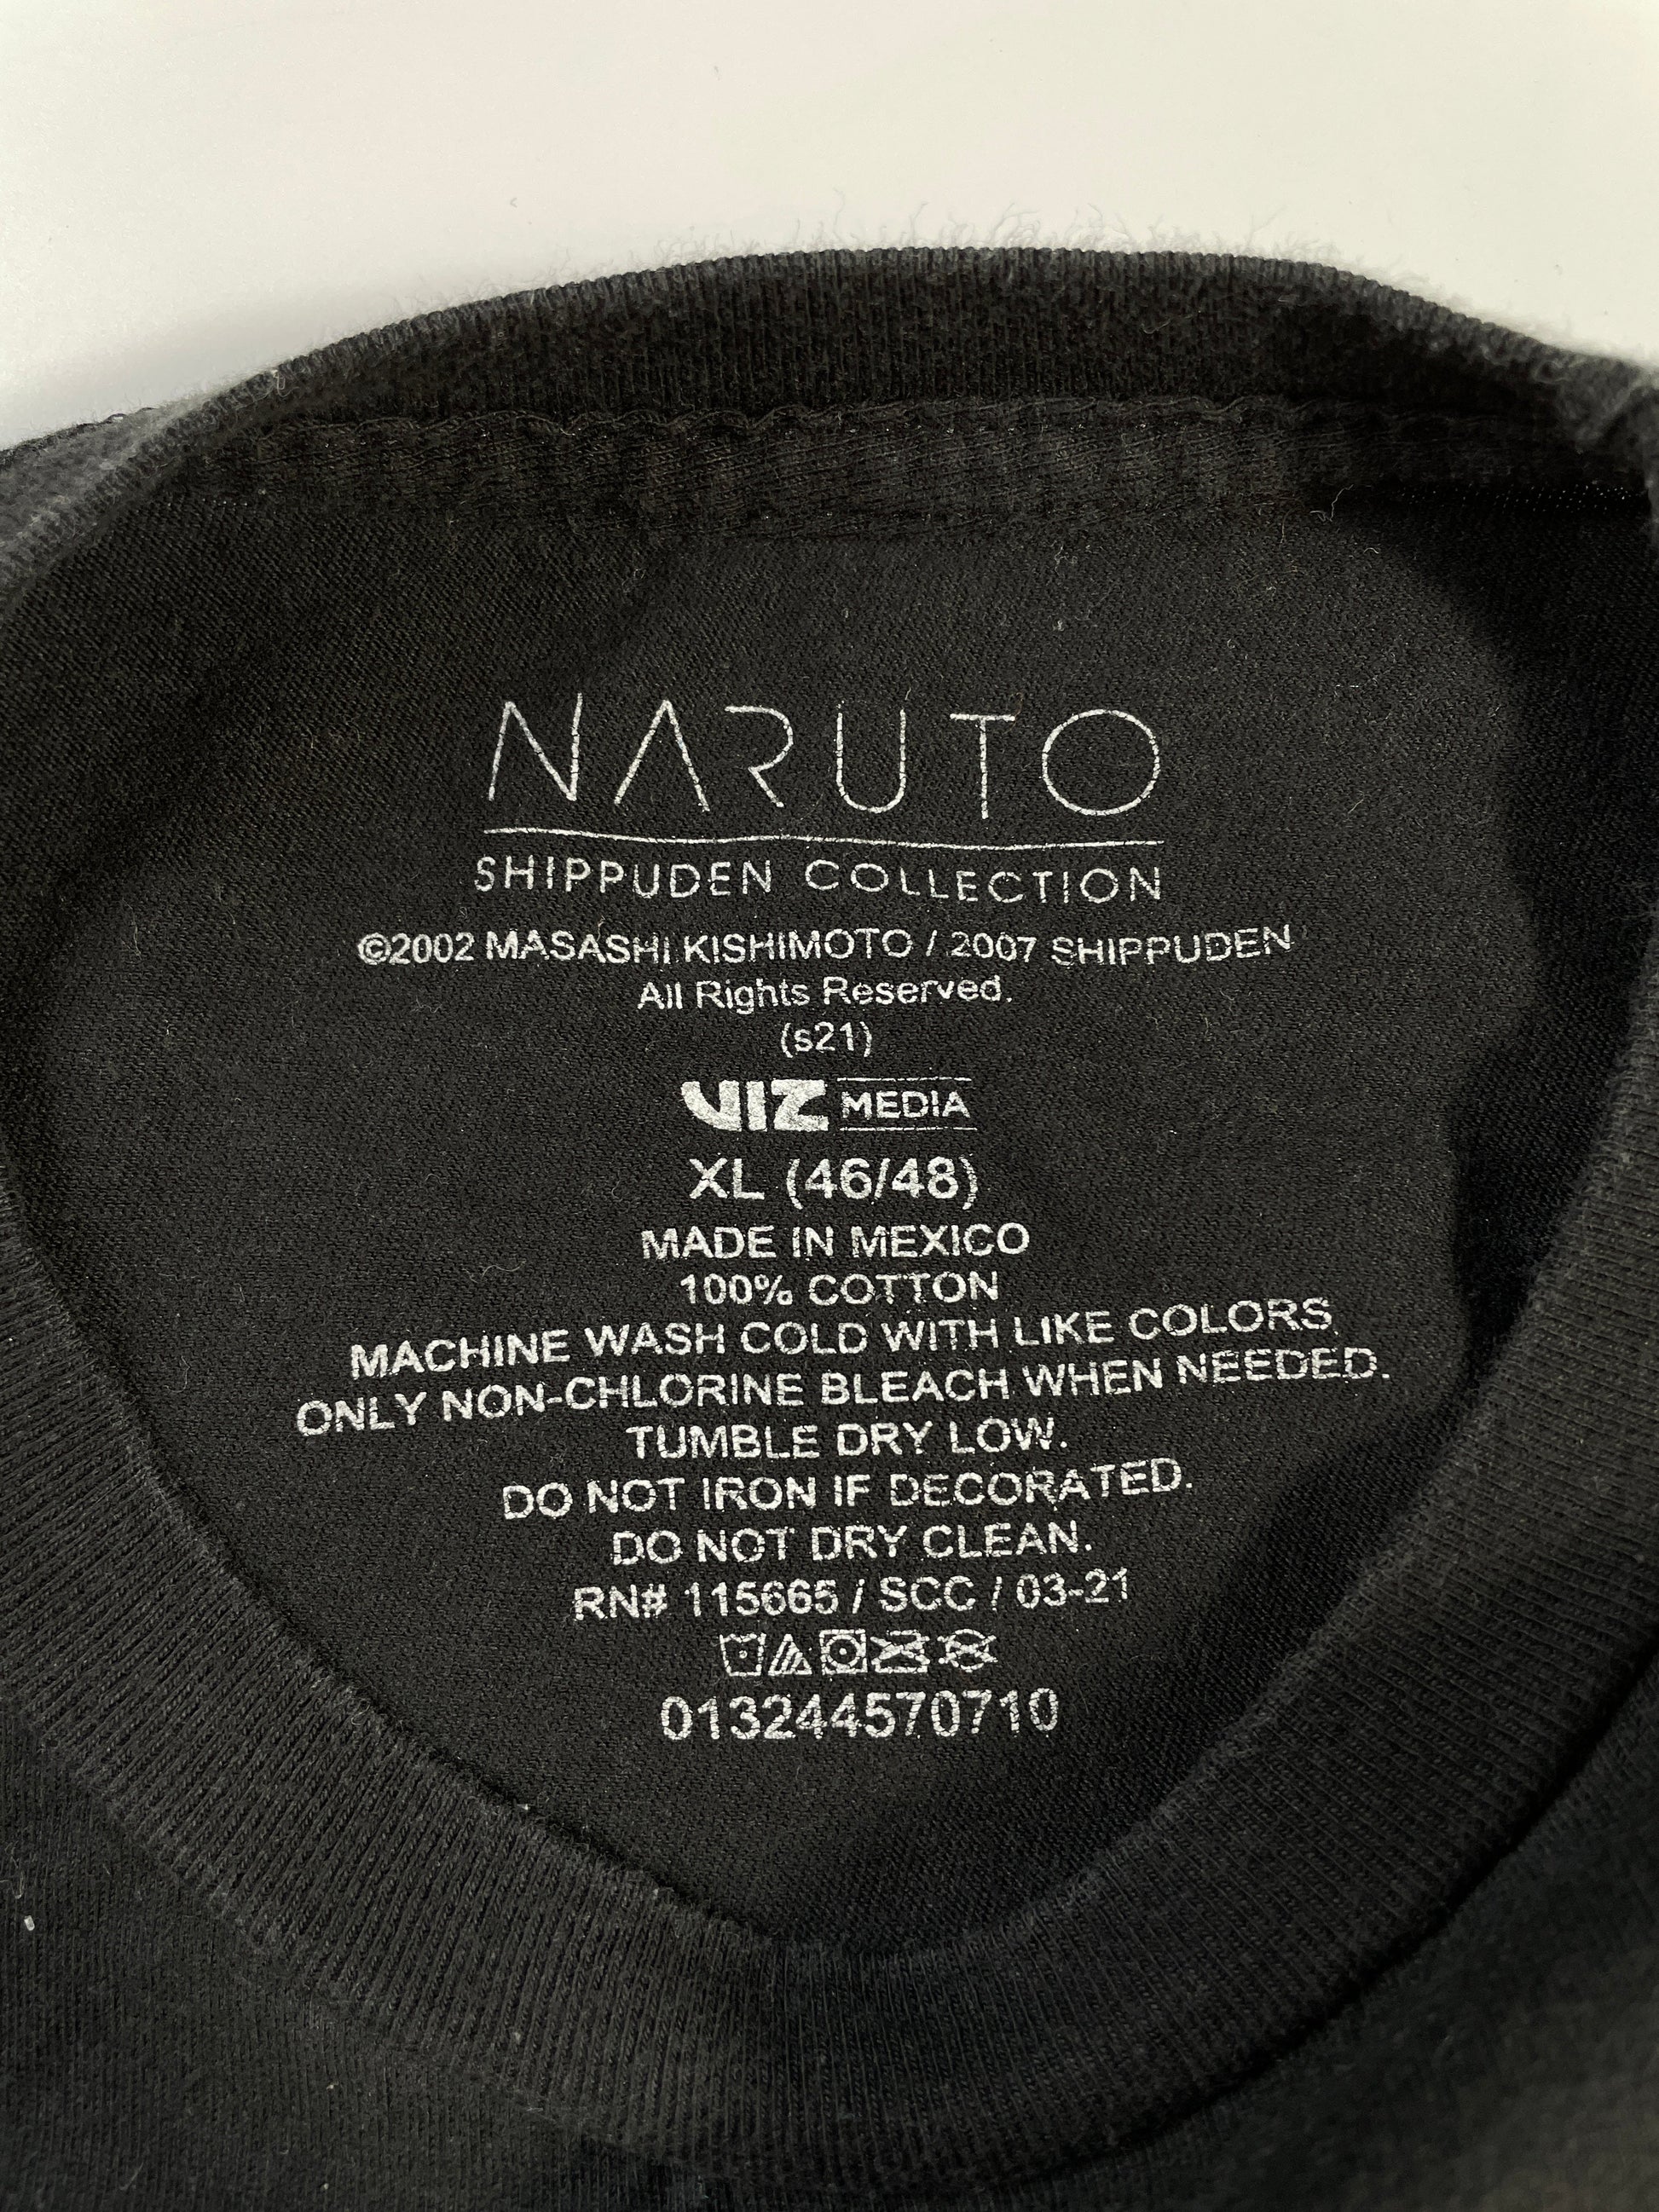 NARUTO
SHIPPUDEN COLLECTION
©2002 MASASHI KISHIMOTO / 2007 SHIPPUDEN
All Rights Reserved.
(s21)
VIZ MEDIA
XL (46/48)
MADE IN MEXICO
100% COTTON
MACHINE WASH COLD WITH LIKE COLORS.
ONLY NON-CHLORINE BLEACH WHEN NEEDED.
TUMBLE DRY LOW.
DO NOT IRON IF DECORATED.
DO NOT DRY CLEAN.
RN# 115665 / SCC / 03-21
013244570710